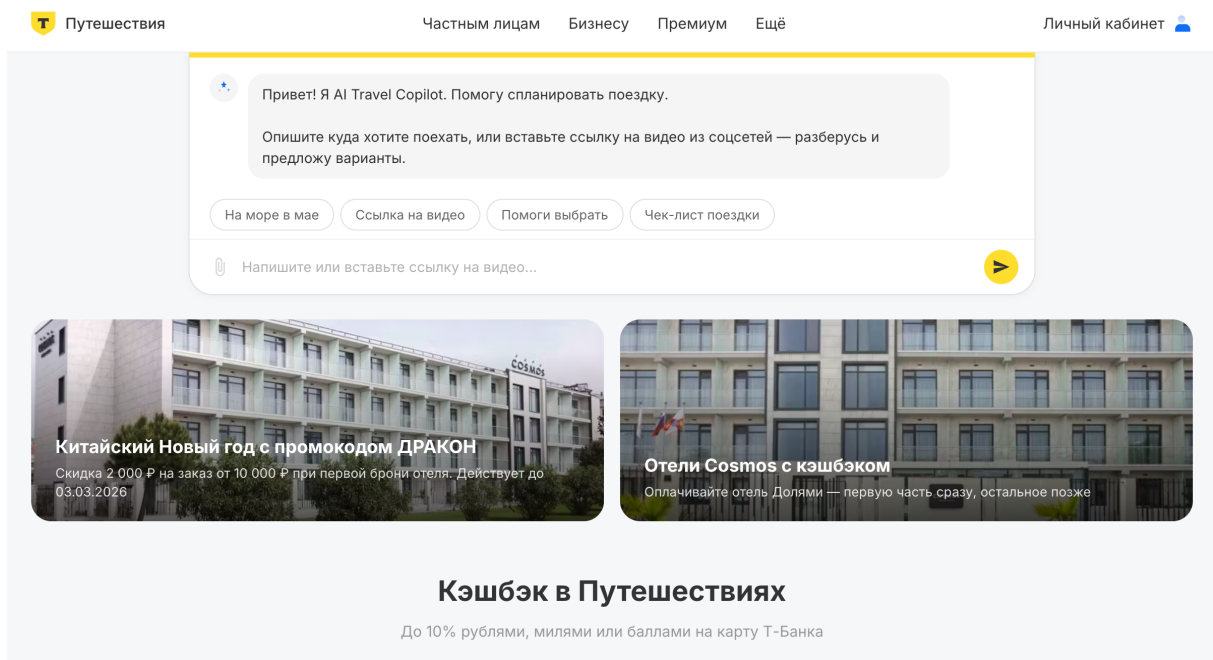 Т Путешествия
Частным лицам
Бизнесу
Премиум
Ещё
Личный кабинет
Привет! Я AI Travel Copilot. Помогу спланировать поездку.
Опишите куда хотите поехать, или вставьте ссылку на видео из соцсетей — разберусь и
предложу варианты.
На море в мае
Ссылка на видео
Помоги выбрать
Чек-лист поездки
Напишите или вставьте ссылку на видео...
COSMOS
Китайский Новый год с промокодом ДРАКОН
Скидка 2 000 ₽ на заказ от 10 000 ₽ при первой брони отеля. Действует до
03.03.2026
Отели Cosmos с кэшбэком
Оплачивайте отель Долями — первую часть сразу, остальное позже
Кэшбэк в Путешествиях
До 10% рублями, милями или баллами на карту Т-Банка